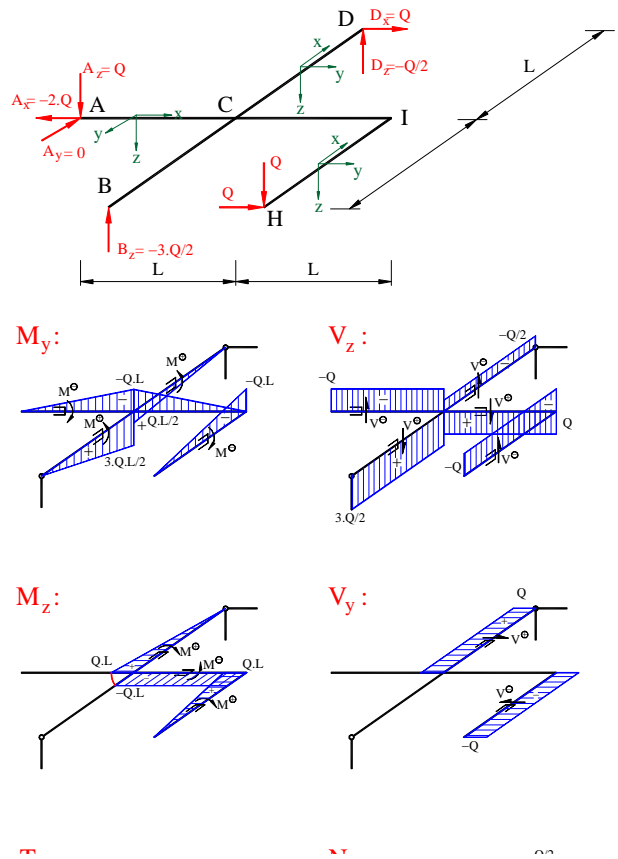 D D_x = Q
A_z = Q x
y D_z = −Q/2 L
z
A_x = −2.Q A x C I
y x
A_y = 0 z y
B Q z
Q
H
B_z = −3.Q/2
L L
M_y: V_z: −Q/2
M⊕ V⊖
−Q.L −Q.L −Q
M⊖ − − −
M⊕ + Q.L/2 − V⊖ V⊕ + V⊕ Q
+ M⊖ + −Q V⊖
3.Q.L/2
3.Q/2
M_z: V_y: Q
+
Q.L + M⊕ M⊖ Q.L V⊕
−Q.L − +
M⊕ V⊖ −
−Q
T N Q/2